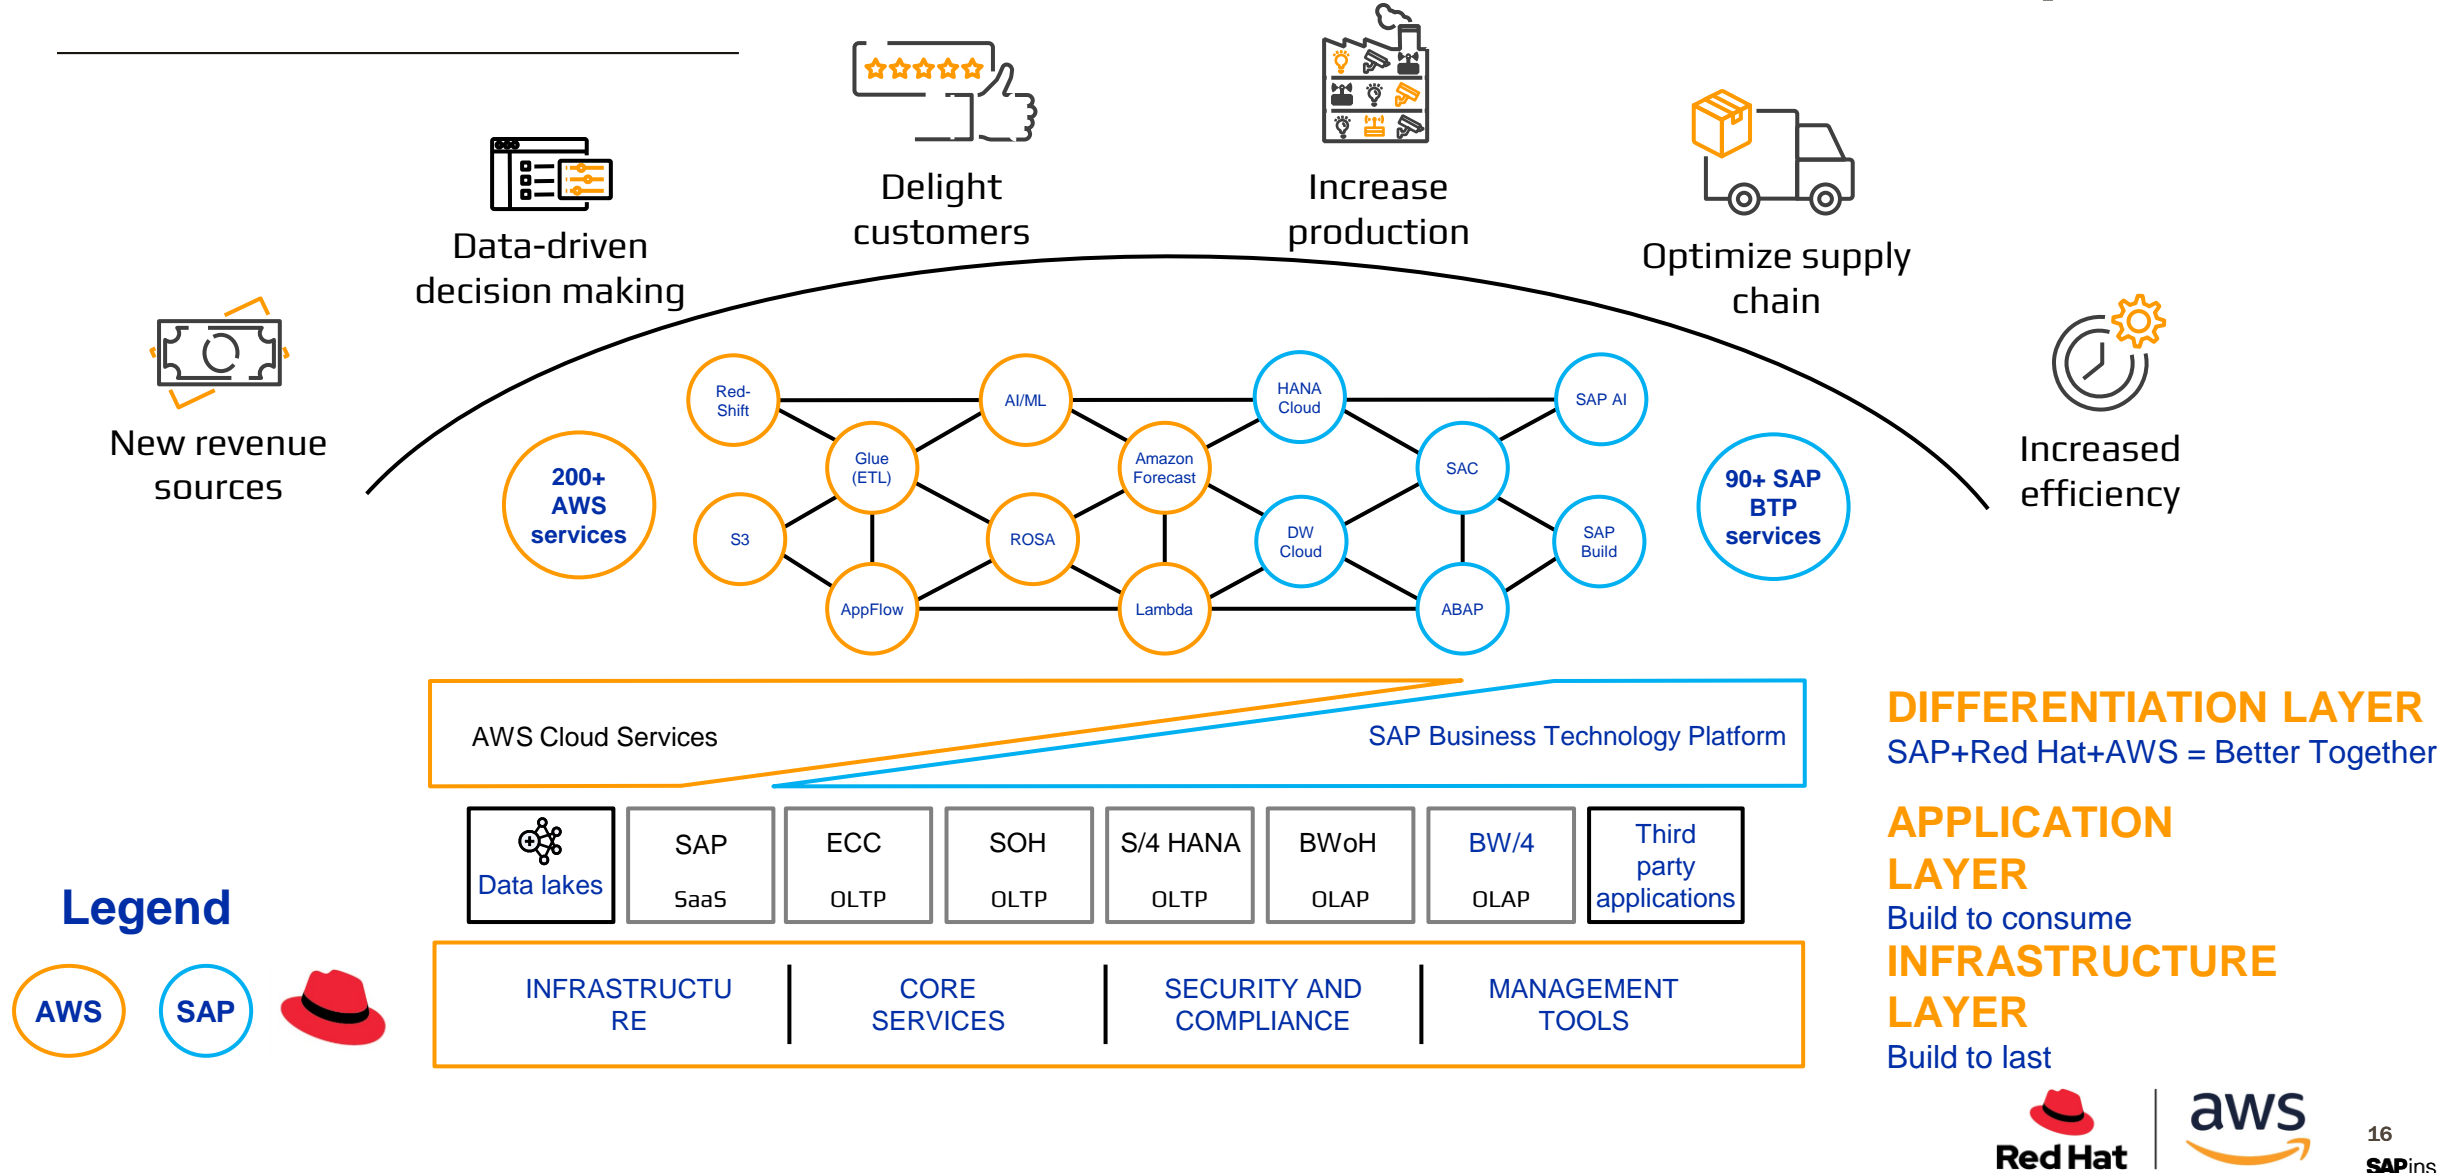 Delight
customers
Increase
production
Data-driven
decision making
Optimize supply
chain
New revenue
sources
Increased
efficiency
Red-
Shift
AI/ML
HANA
Cloud
SAP AI
Glue
(ETL)
Amazon
Forecast
SAC
200+
AWS
services
90+ SAP
BTP
services
S3
ROSA
DW
Cloud
SAP
Build
AppFlow
Lambda
ABAP
AWS Cloud Services
SAP Business Technology Platform
DIFFERENTIATION LAYER
SAP+Red Hat+AWS = Better Together
Data lakes
SAP
SaaS
ECC
OLTP
SOH
OLTP
S/4 HANA
OLTP
BWoH
OLAP
BW/4
OLAP
Third
party
applications
APPLICATION
LAYER
Build to consume
Legend
AWS
SAP
INFRASTRUCTU
RE
CORE
SERVICES
SECURITY AND
COMPLIANCE
MANAGEMENT
TOOLS
INFRASTRUCTURE
LAYER
Build to last
Red Hat
aws
16
SAPins